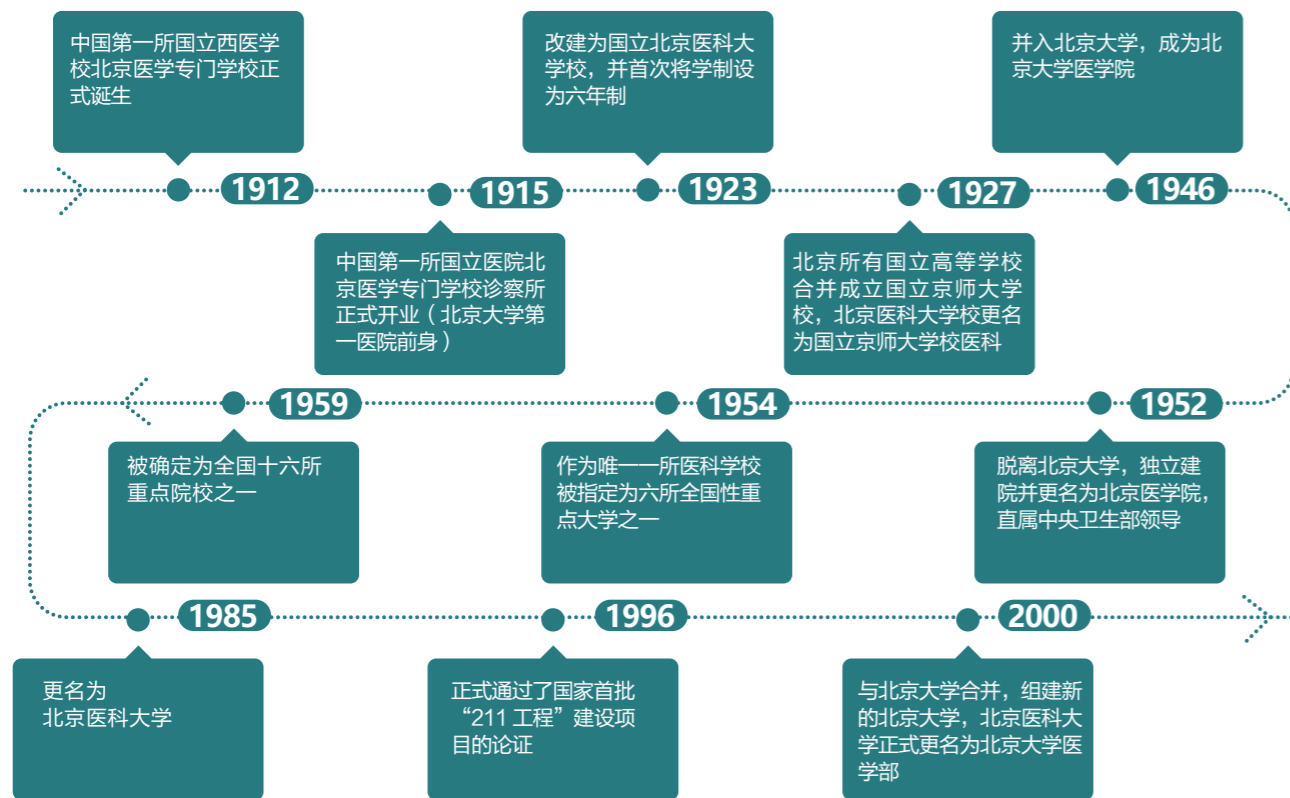 中国第一所国立西医学
校北京医学专门学校正
式诞生
1912
中国第一所国立医院北
京医学专门学校诊察所
正式开业（北京大学第
一医院前身）
1915
改建为国立北京医科大
学校，并首次将学制设
为六年制
1923
北京所有国立高等学校
合并成立国立京师大学
校，北京医科大学校更名
为国立京师大学校医科
1927
并入北京大学，成为北
京大学医学院
1946
脱离北京大学，独立建
院并更名为北京医学院，
直属中央卫生部领导
1952
作为唯一一所医科学校
被指定为六所全国性重
点大学之一
1954
被确定为全国十六所
重点院校之一
1959
更名为
北京医科大学
1985
正式通过了国家首批
“211 工程”建设项
目的论证
1996
与北京大学合并，组建新
的北京大学，北京医科大
学正式更名为北京大学医
学部
2000